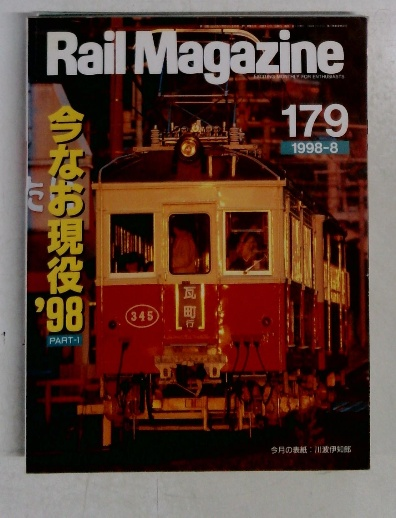 Rail Magazine
179
1998-8
今なお現役'98
PART-1
345
瓦町行
今月の表紙：川波伊知郎